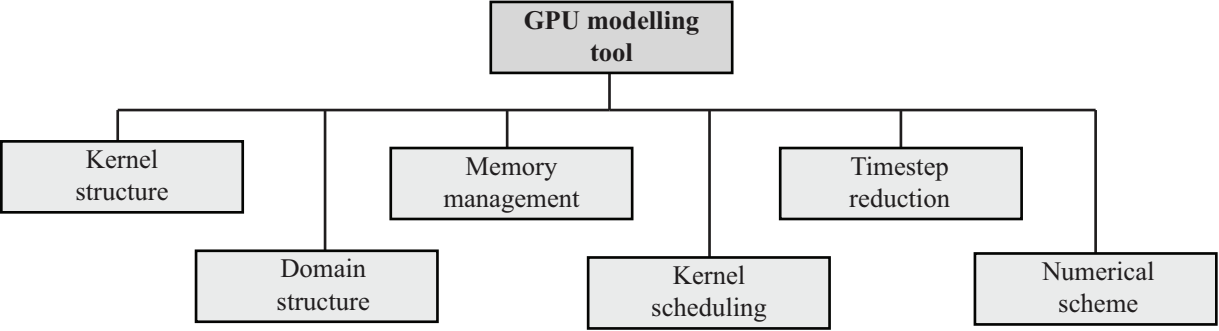 GPU modelling
tool
Kernel
structure
Memory
management
Timestep
reduction
Domain
structure
Kernel
scheduling
Numerical
scheme